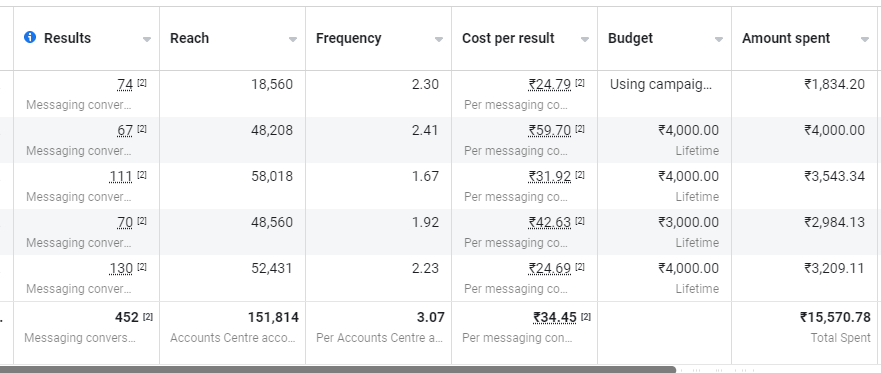 Results Reach Frequency Cost per result Budget Amount spent
74 [2] 18,560 2.30 ₹24.79 [2] Using campaig... ₹1,834.20
Messaging conver... Per messaging co...
67 [2] 48,208 2.41 ₹59.70 [2] ₹4,000.00 ₹4,000.00
Messaging conver... Per messaging co... Lifetime
111 [2] 58,018 1.67 ₹31.92 [2] ₹4,000.00 ₹3,543.34
Messaging conver... Per messaging co... Lifetime
70 [2] 48,560 1.92 ₹42.63 [2] ₹3,000.00 ₹2,984.13
Messaging conver... Per messaging co... Lifetime
130 [2] 52,431 2.23 ₹24.69 [2] ₹4,000.00 ₹3,209.11
Messaging conver... Per messaging co... Lifetime
452 [2] 151,814 3.07 ₹34.45 [2] ₹15,570.78
Messaging convers... Accounts Centre acco... Per Accounts Centre a... Per messaging con... Total Spent